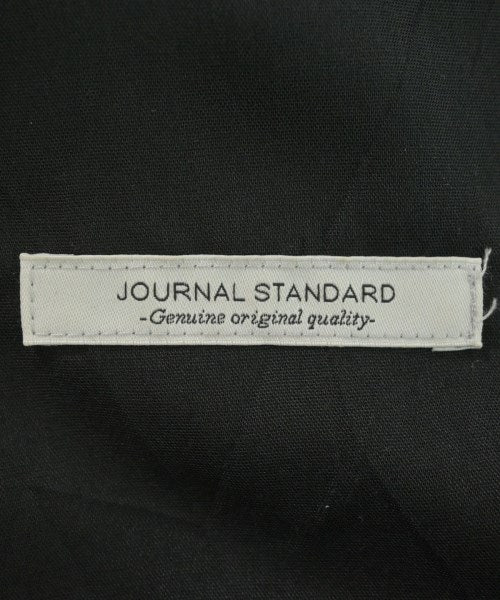 JOURNAL STANDARD
-Genuine original quality-